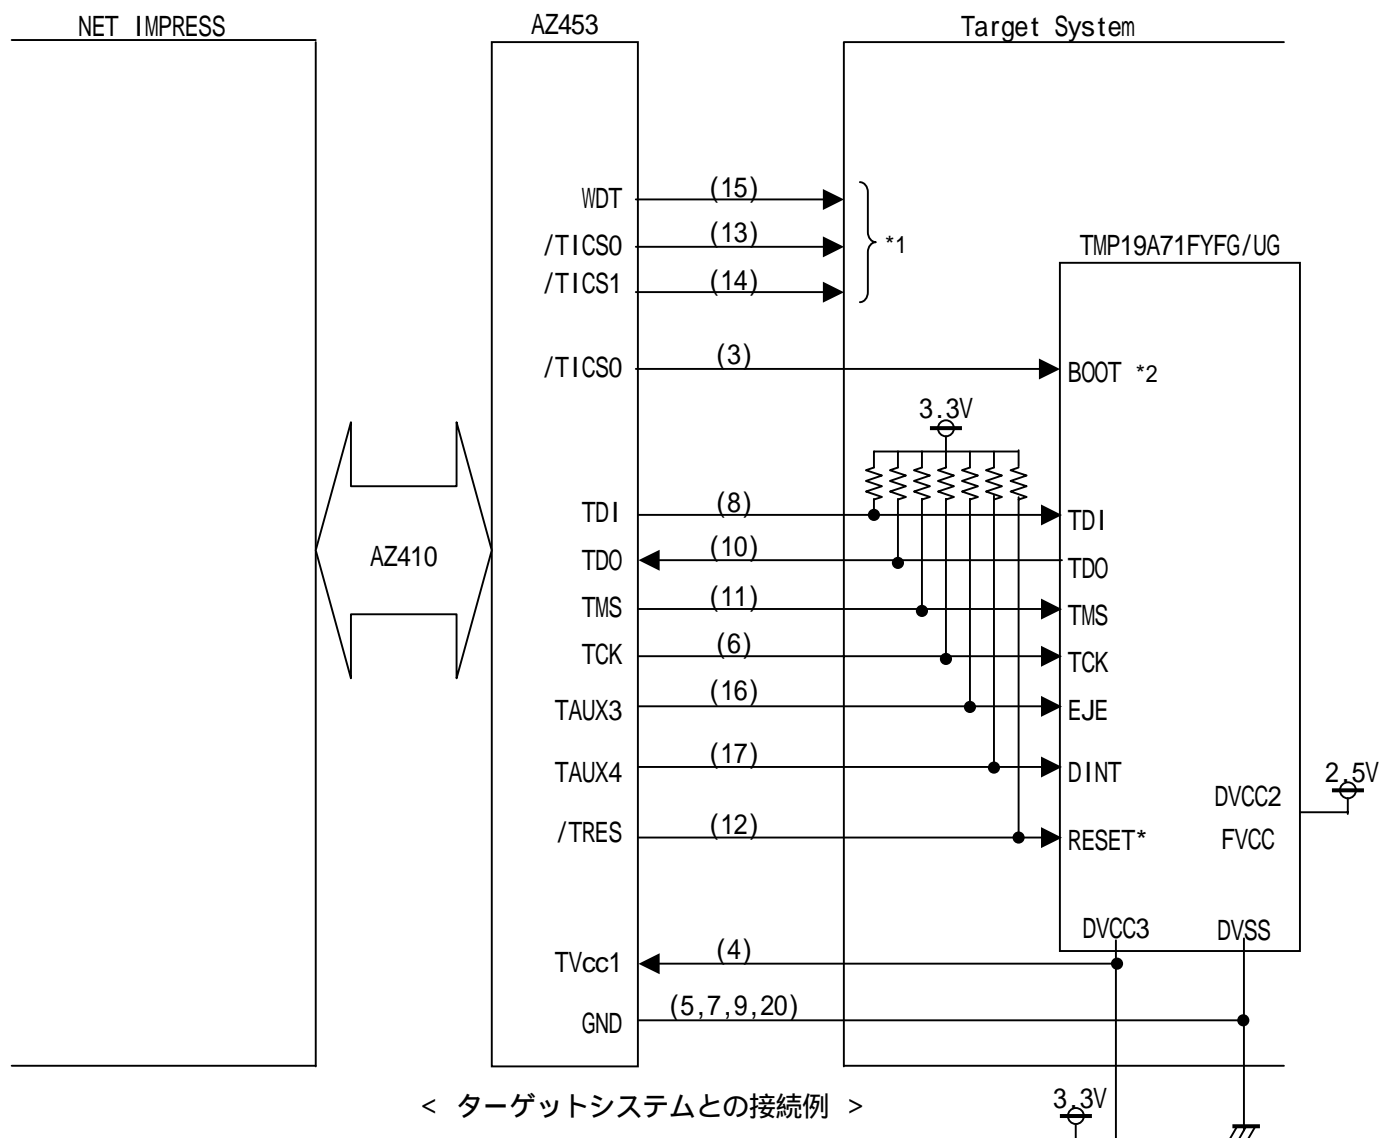 NET IMPRESS
AZ453
Target System
WDT
(15)
/TICS0
(13)
*1
/TICS1
(14)
TMP19A71FYFG/UG
/TICS0
(3)
BOOT *2
3.3V
TDI
(8)
TDI
AZ410
TDO
(10)
TDO
TMS
(11)
TMS
TCK
(6)
TCK
TAUX3
(16)
EJE
TAUX4
(17)
DINT
2.5V
DVCC2
/TRES
(12)
RESET*
FVCC
DVCC3
DVSS
TVcc1
(4)
GND
(5,7,9,20)
< ターゲットシステムとの接続例 >
3.3V